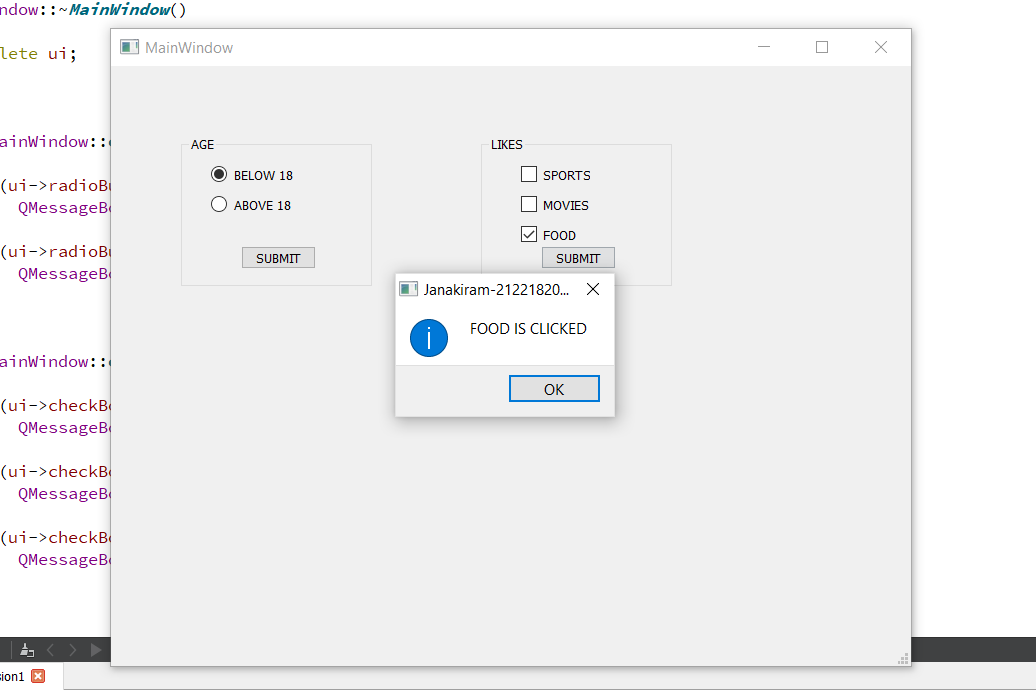 ndow::~MainWindow()
lete ui;
ainWindow::
(ui->radioBu
QMessageBo
(ui->radioBu
QMessageBo
ainWindow::
(ui->checkBo
QMessageBo
(ui->checkBo
QMessageBo
(ui->checkBo
QMessageBo
sion1
MainWindow
AGE
BELOW 18
ABOVE 18
SUBMIT
LIKES
SPORTS
MOVIES
FOOD
SUBMIT
Janakiram-21221820...
FOOD IS CLICKED
OK